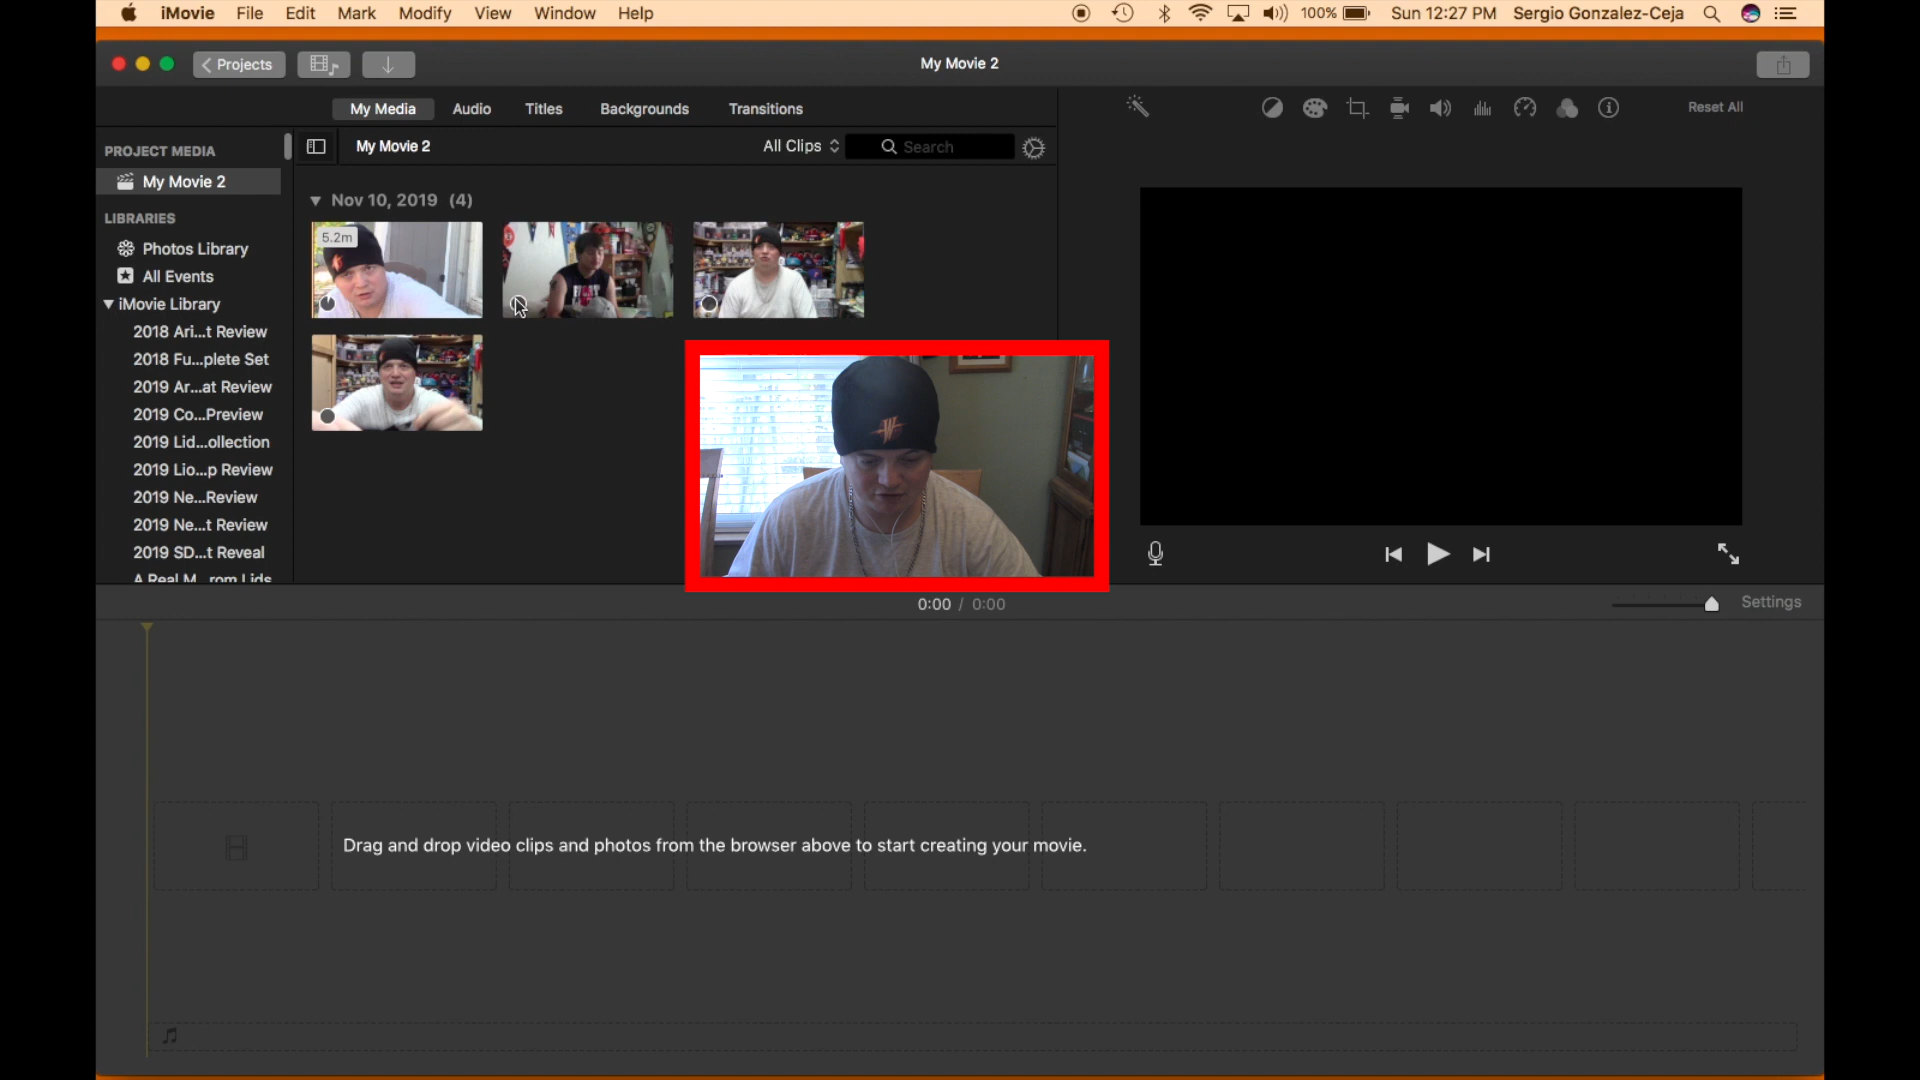 iMovie File Edit Mark Modify View Window Help 100% Sun 12:27 PM Sergio Gonzalez-Ceja
Projects My Movie 2
My Media Audio Titles Backgrounds Transitions Reset All
PROJECT MEDIA
My Movie 2
LIBRARIES
Photos Library
All Events
iMovie Library
2018 Ari...t Review
2018 Fu...plete Set
2019 Ar...at Review
2019 Co...Preview
2019 Lid...ollection
2019 Lio...p Review
2019 Ne...Review
2019 Ne...t Review
2019 SD...t Reveal
A Real M...rom Lids
My Movie 2 All Clips Search
Nov 10, 2019 (4)
5.2m
0:00 / 0:00 Settings
Drag and drop video clips and photos from the browser above to start creating your movie.